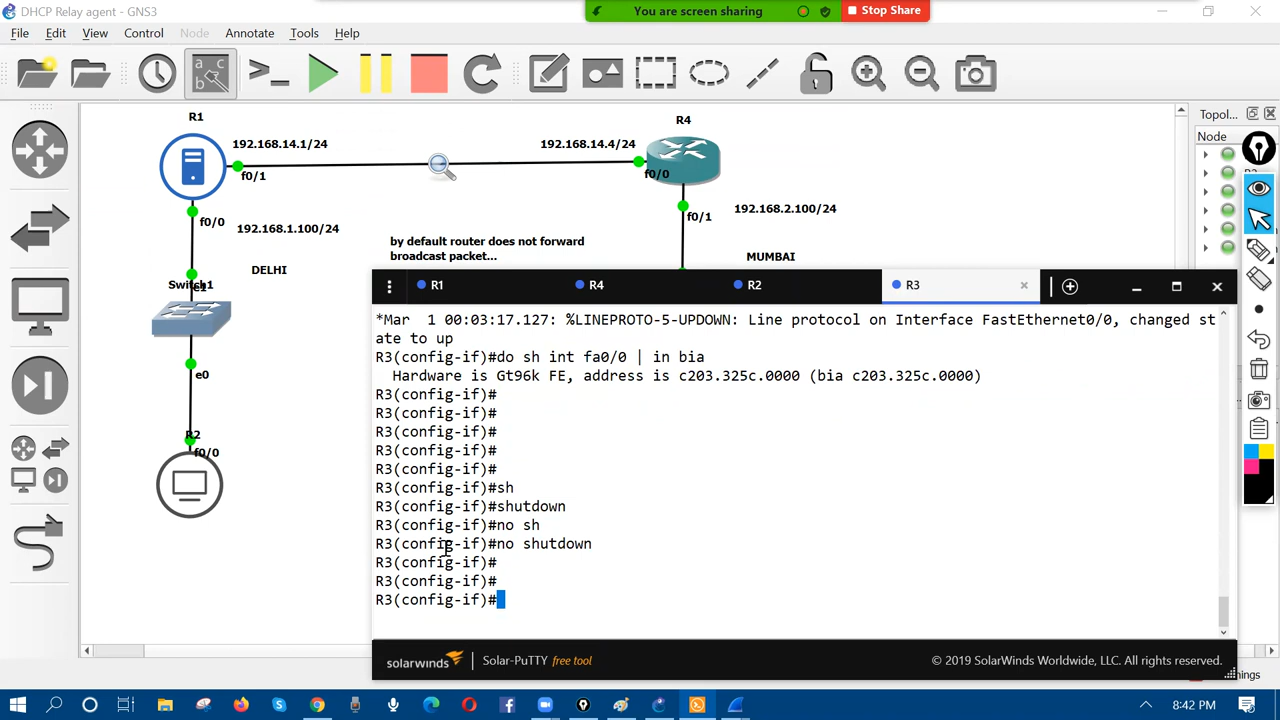 DHCP Relay agent - GNS3
You are screen sharing
Stop Share
File Edit View Control Node Annotate Tools Help
R1
192.168.14.1/24
f0/1
192.168.14.4/24
R4
f0/0
f0/0
192.168.1.100/24
f0/1
192.168.2.100/24
by default router does not forward
broadcast packet...
DELHI
MUMBAI
Switch1
e0
R2
f0/0
Topol...
Node
R1
R4
R2
R3
*Mar  1 00:03:17.127: %LINEPROTO-5-UPDOWN: Line protocol on Interface FastEthernet0/0, changed st
ate to up
R3(config-if)#do sh int fa0/0 | in bia
Hardware is Gt96k FE, address is c203.325c.0000 (bia c203.325c.0000)
R3(config-if)#
R3(config-if)#
R3(config-if)#
R3(config-if)#
R3(config-if)#
R3(config-if)#sh
R3(config-if)#shutdown
R3(config-if)#no sh
R3(config-if)#no shutdown
R3(config-if)#
R3(config-if)#
R3(config-if)#
solarwinds
Solar-PuTTY free tool
© 2019 SolarWinds Worldwide, LLC. All rights reserved.
8:42 PM